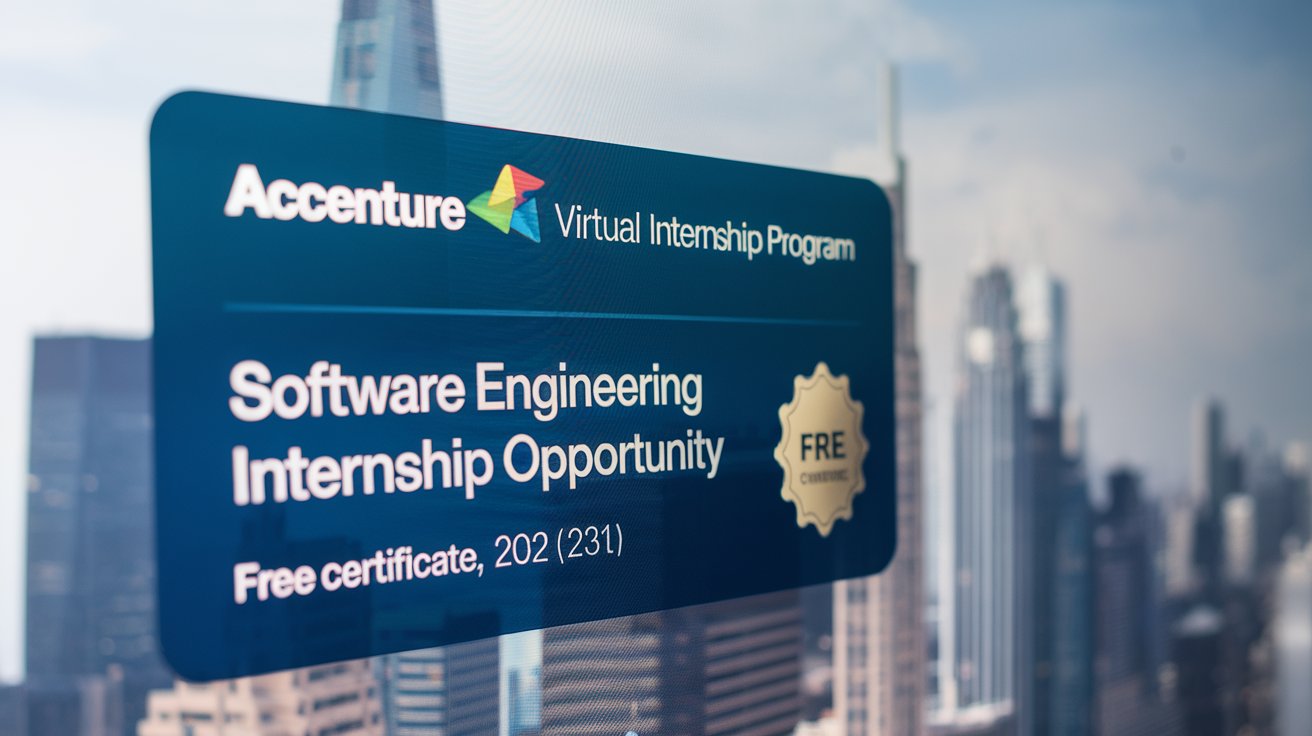 Accenture Virtual Internship Program
Software Engineering
Internship Opportunity
Free certificate, 202 (231)
FRE